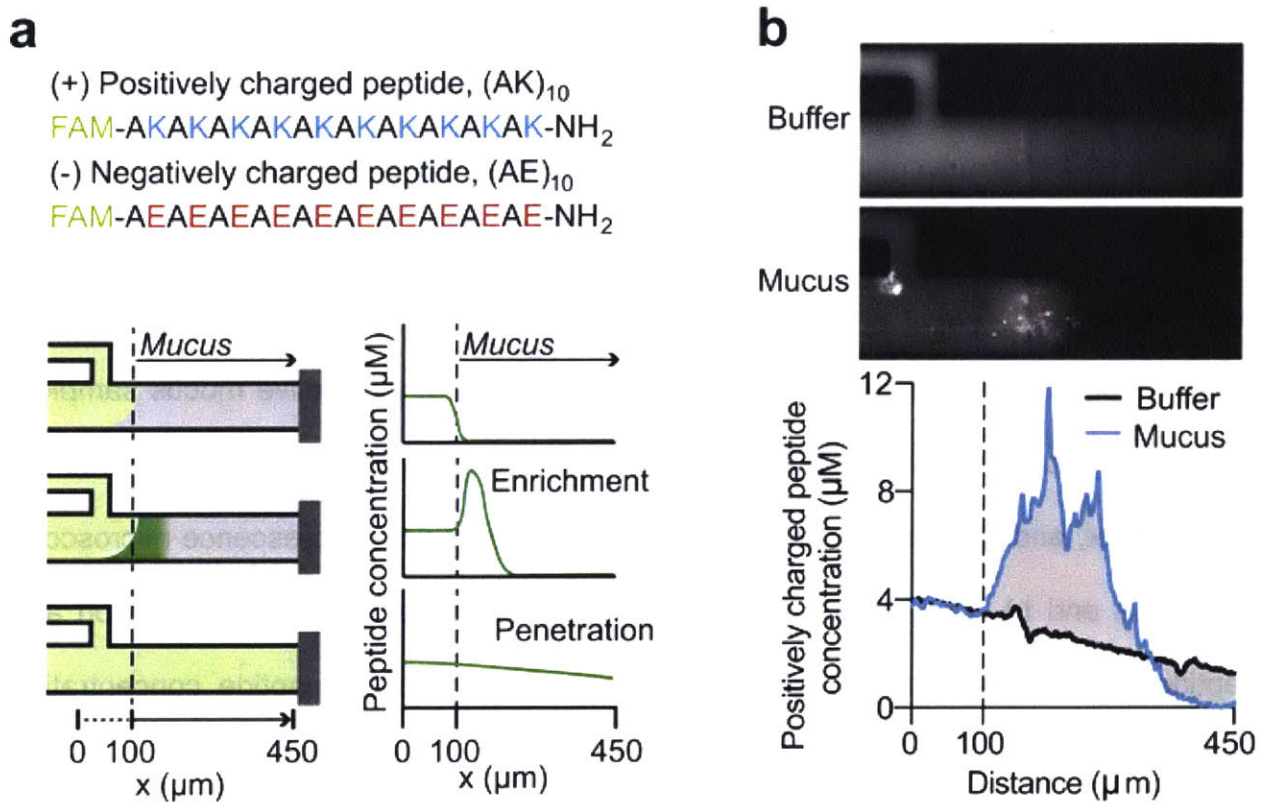 a
(+) Positively charged peptide, (AK)₁₀
FAM-AKAKAKAKAKAKAKAKAKAK-NH₂
(-) Negatively charged peptide, (AE)₁₀
FAM-AEAEAEAEAEAEAEAEAEAE-NH₂
Mucus
0 100 450
x (µm)
Peptide concentration (µM)
Mucus
Enrichment
Penetration
0 100 450
x (µm)
b
Buffer
Mucus
Positively charged peptide
concentration (µM)
12
8
4
0
Buffer
Mucus
0 100 450
Distance (µm)